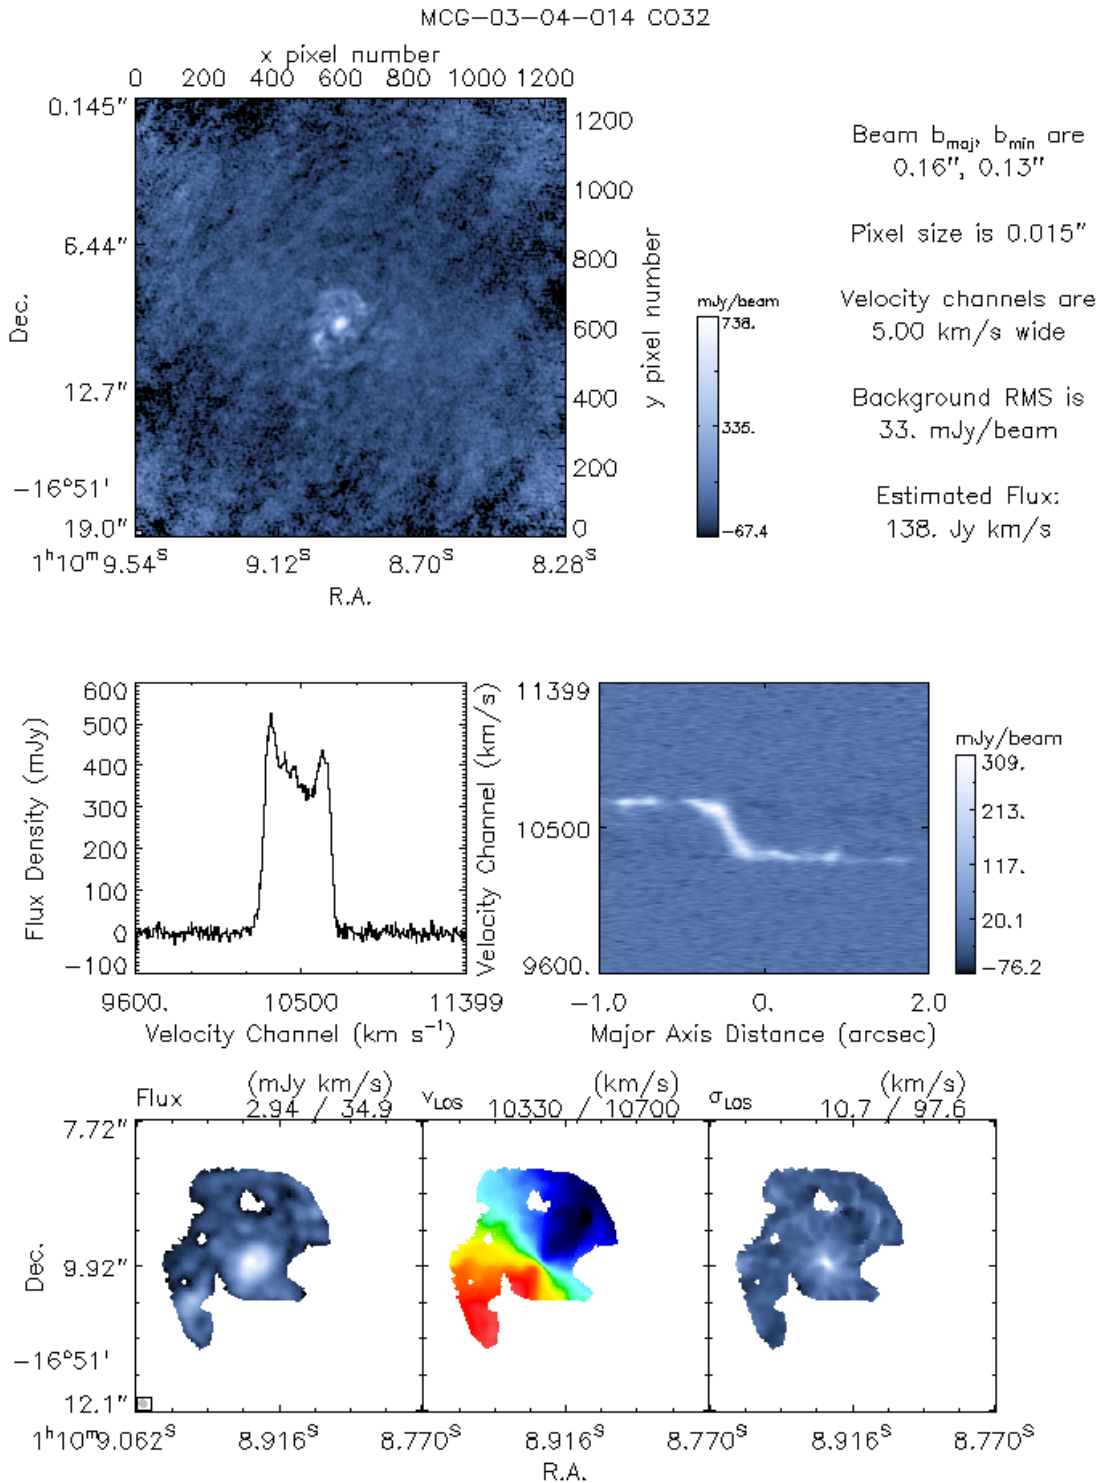 MCG−03−04−014 CO32
x pixel number
0 200 400 600 800 1000 1200
0.145"
6.44"
12.7"
−16°51'
19.0"
Dec.
1200
1000
800
600
400
200
0
y pixel number
1h10m9.54s 9.12s 8.70s 8.28s
R.A.
mJy/beam
738.
335.
−67.4
Beam bmaj, bmin are
0.16", 0.13"
Pixel size is 0.015"
Velocity channels are
5.00 km/s wide
Background RMS is
33. mJy/beam
Estimated Flux:
138. Jy km/s
600
500
400
300
200
100
0
−100
Flux Density (mJy)
9600. 10500 11399
Velocity Channel (km s−1)
Velocity Channel (km/s)
11399
10500
9600.
−1.0 0. 2.0
Major Axis Distance (arcsec)
mJy/beam
309.
213.
117.
20.1
−76.2
Flux (mJy km/s)
2.94 / 34.9
vLOS (km/s)
10330 / 10700
σLOS (km/s)
10.7 / 97.6
7.72"
9.92"
−16°51'
12.1"
Dec.
1h10m9.062s 8.916s 8.770s 8.916s 8.770s 8.916s 8.770s
R.A.